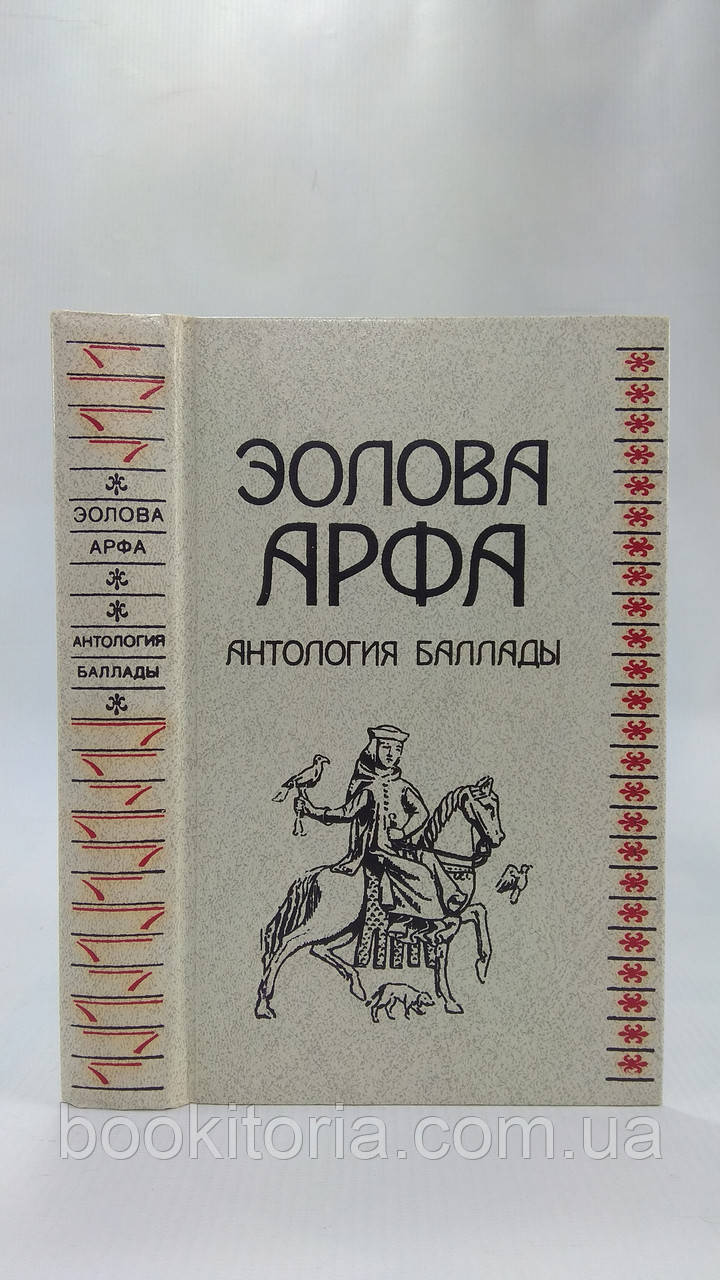 ЭОЛОВА
АРФА
АНТОЛОГИЯ
БАЛЛАДЫ
ЭОЛОВА
АРФА
АНТОЛОГИЯ БАЛЛАДЫ
bookitoria.com.ua